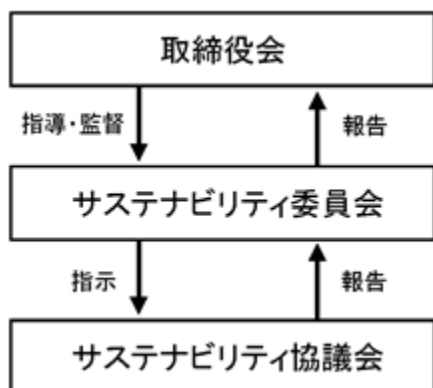 取締役会
指導・監督
報告
サステナビリティ委員会
指示
報告
サステナビリティ協議会